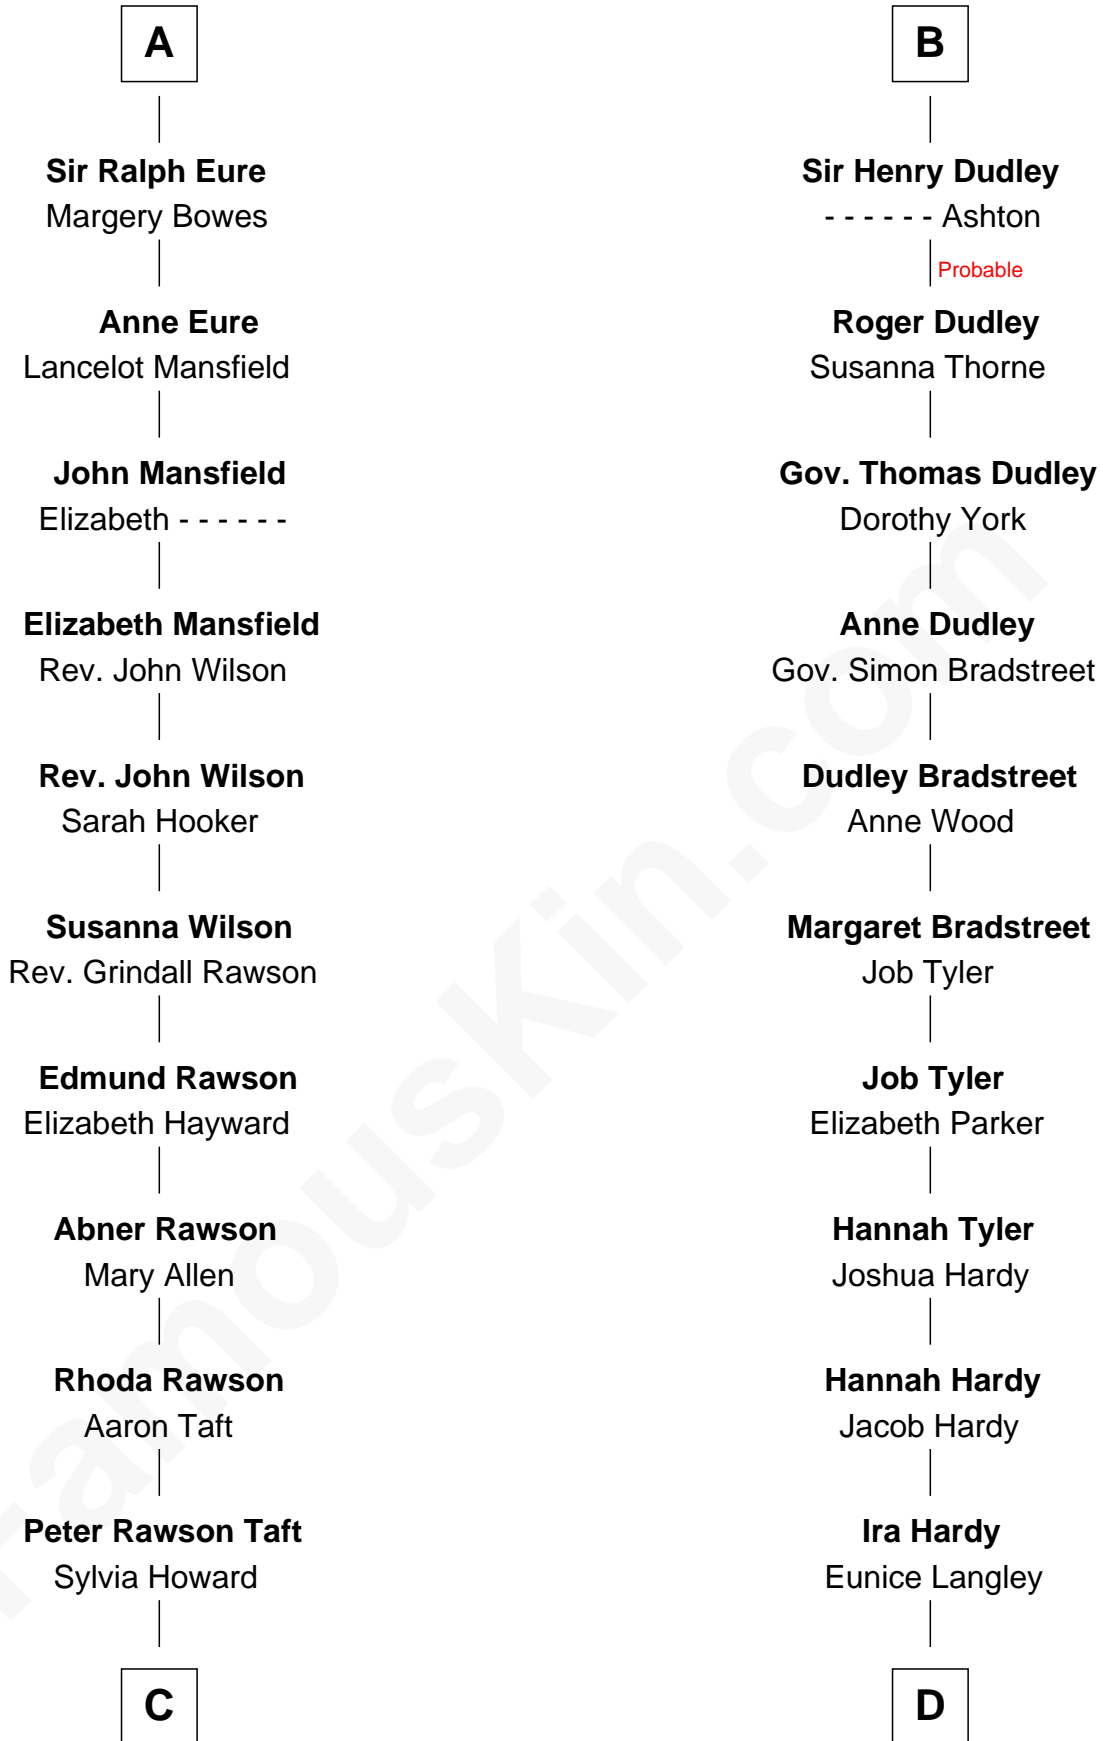 A
Sir Ralph Eure
Margery Bowes
Anne Eure
Lancelot Mansfield
John Mansfield
Elizabeth - - - - - -
Elizabeth Mansfield
Rev. John Wilson
Rev. John Wilson
Sarah Hooker
Susanna Wilson
Rev. Grindall Rawson
Edmund Rawson
Elizabeth Hayward
Abner Rawson
Mary Allen
Rhoda Rawson
Aaron Taft
Peter Rawson Taft
Sylvia Howard
C
B
Sir Henry Dudley
- - - - - - Ashton
Probable
Roger Dudley
Susanna Thorne
Gov. Thomas Dudley
Dorothy York
Anne Dudley
Gov. Simon Bradstreet
Dudley Bradstreet
Anne Wood
Margaret Bradstreet
Job Tyler
Job Tyler
Elizabeth Parker
Hannah Tyler
Joshua Hardy
Hannah Hardy
Jacob Hardy
Ira Hardy
Eunice Langley
D
FamousKin.com